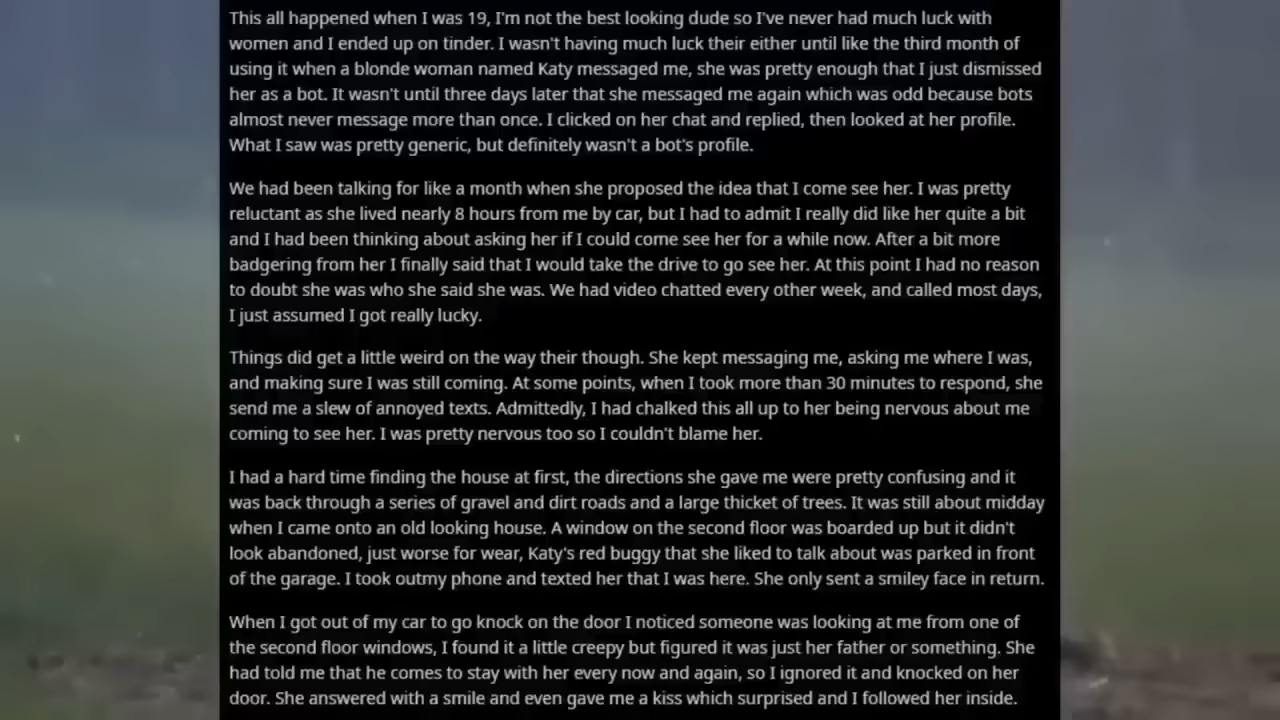 This all happened when I was 19, I'm not the best looking dude so I've never had much luck with
women and I ended up on tinder. I wasn't having much luck their either until like the third month of
using it when a blonde woman named Katy messaged me, she was pretty enough that I just dismissed
her as a bot. It wasn't until three days later that she messaged me again which was odd because bots
almost never message more than once. I clicked on her chat and replied, then looked at her profile.
What I saw was pretty generic, but definitely wasn't a bot's profile.
We had been talking for like a month when she proposed the idea that I come see her. I was pretty
reluctant as she lived nearly 8 hours from me by car, but I had to admit I really did like her quite a bit
and I had been thinking about asking her if I could come see her for a while now. After a bit more
badgering from her I finally said that I would take the drive to go see her. At this point I had no reason
to doubt she was who she said she was. We had video chatted every other week, and called most days,
I just assumed I got really lucky.
Things did get a little weird on the way their though. She kept messaging me, asking me where I was,
and making sure I was still coming. At some points, when I took more than 30 minutes to respond, she
send me a slew of annoyed texts. Admittedly, I had chalked this all up to her being nervous about me
coming to see her. I was pretty nervous too so I couldn't blame her.
I had a hard time finding the house at first, the directions she gave me were pretty confusing and it
was back through a series of gravel and dirt roads and a large thicket of trees. It was still about midday
when I came onto an old looking house. A window on the second floor was boarded up but it didn't
look abandoned, just worse for wear, Katy's red buggy that she liked to talk about was parked in front
of the garage. I took outmy phone and texted her that I was here. She only sent a smiley face in return.
When I got out of my car to go knock on the door I noticed someone was looking at me from one of
the second floor windows, I found it a little creepy but figured it was just her father or something. She
had told me that he comes to stay with her every now and again, so I ignored it and knocked on her
door. She answered with a smile and even gave me a kiss which surprised and I followed her inside.